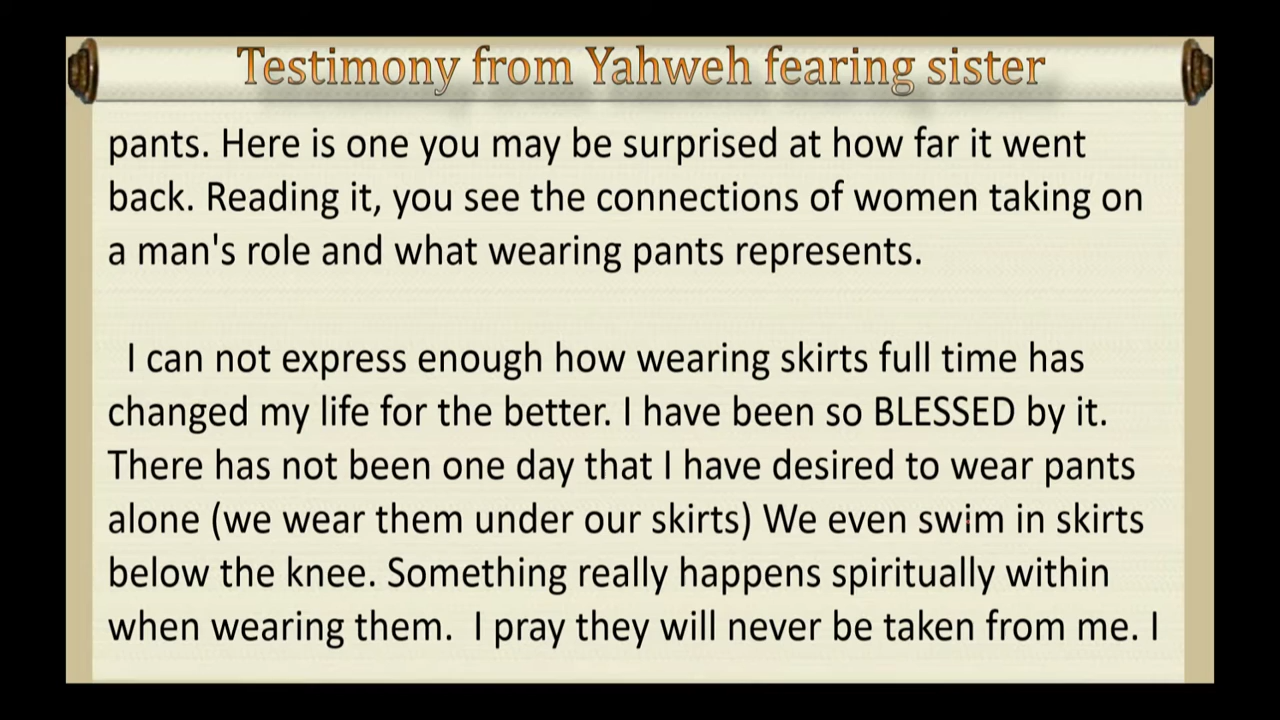 Testimony from Yahweh fearing sister
pants. Here is one you may be surprised at how far it went
back. Reading it, you see the connections of women taking on
a man's role and what wearing pants represents.
I can not express enough how wearing skirts full time has
changed my life for the better. I have been so BLESSED by it.
There has not been one day that I have desired to wear pants
alone (we wear them under our skirts) We even swim in skirts
below the knee. Something really happens spiritually within
when wearing them.  I pray they will never be taken from me. I